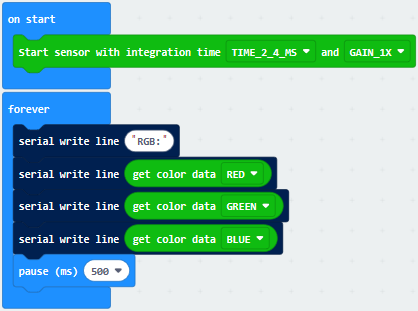 on start
Start sensor with integration time TIME_2_4_MS and GAIN_1X
forever
serial write line "RGB:"
serial write line get color data RED
serial write line get color data GREEN
serial write line get color data BLUE
pause (ms) 500